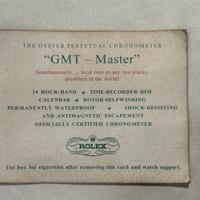 THE OYSTER PERPETUAL CHRONOMETER
"GMT – Master"
Simultaneously ... local time at any two places,
anywhere in the world!
24 HOUR-HAND ★ TIME-RECORDER RIM
CALENDAR ★ ROTOR-SELFWINDING
PERMANENTLY WATERPROOF ★ SHOCK-RESISTING
AND ANTIMAGNETIC ESCAPEMENT
OFFICIALLY CERTIFIED CHRONOMETER
ROLEX
Use box for cigarettes after removing this card and watch support.